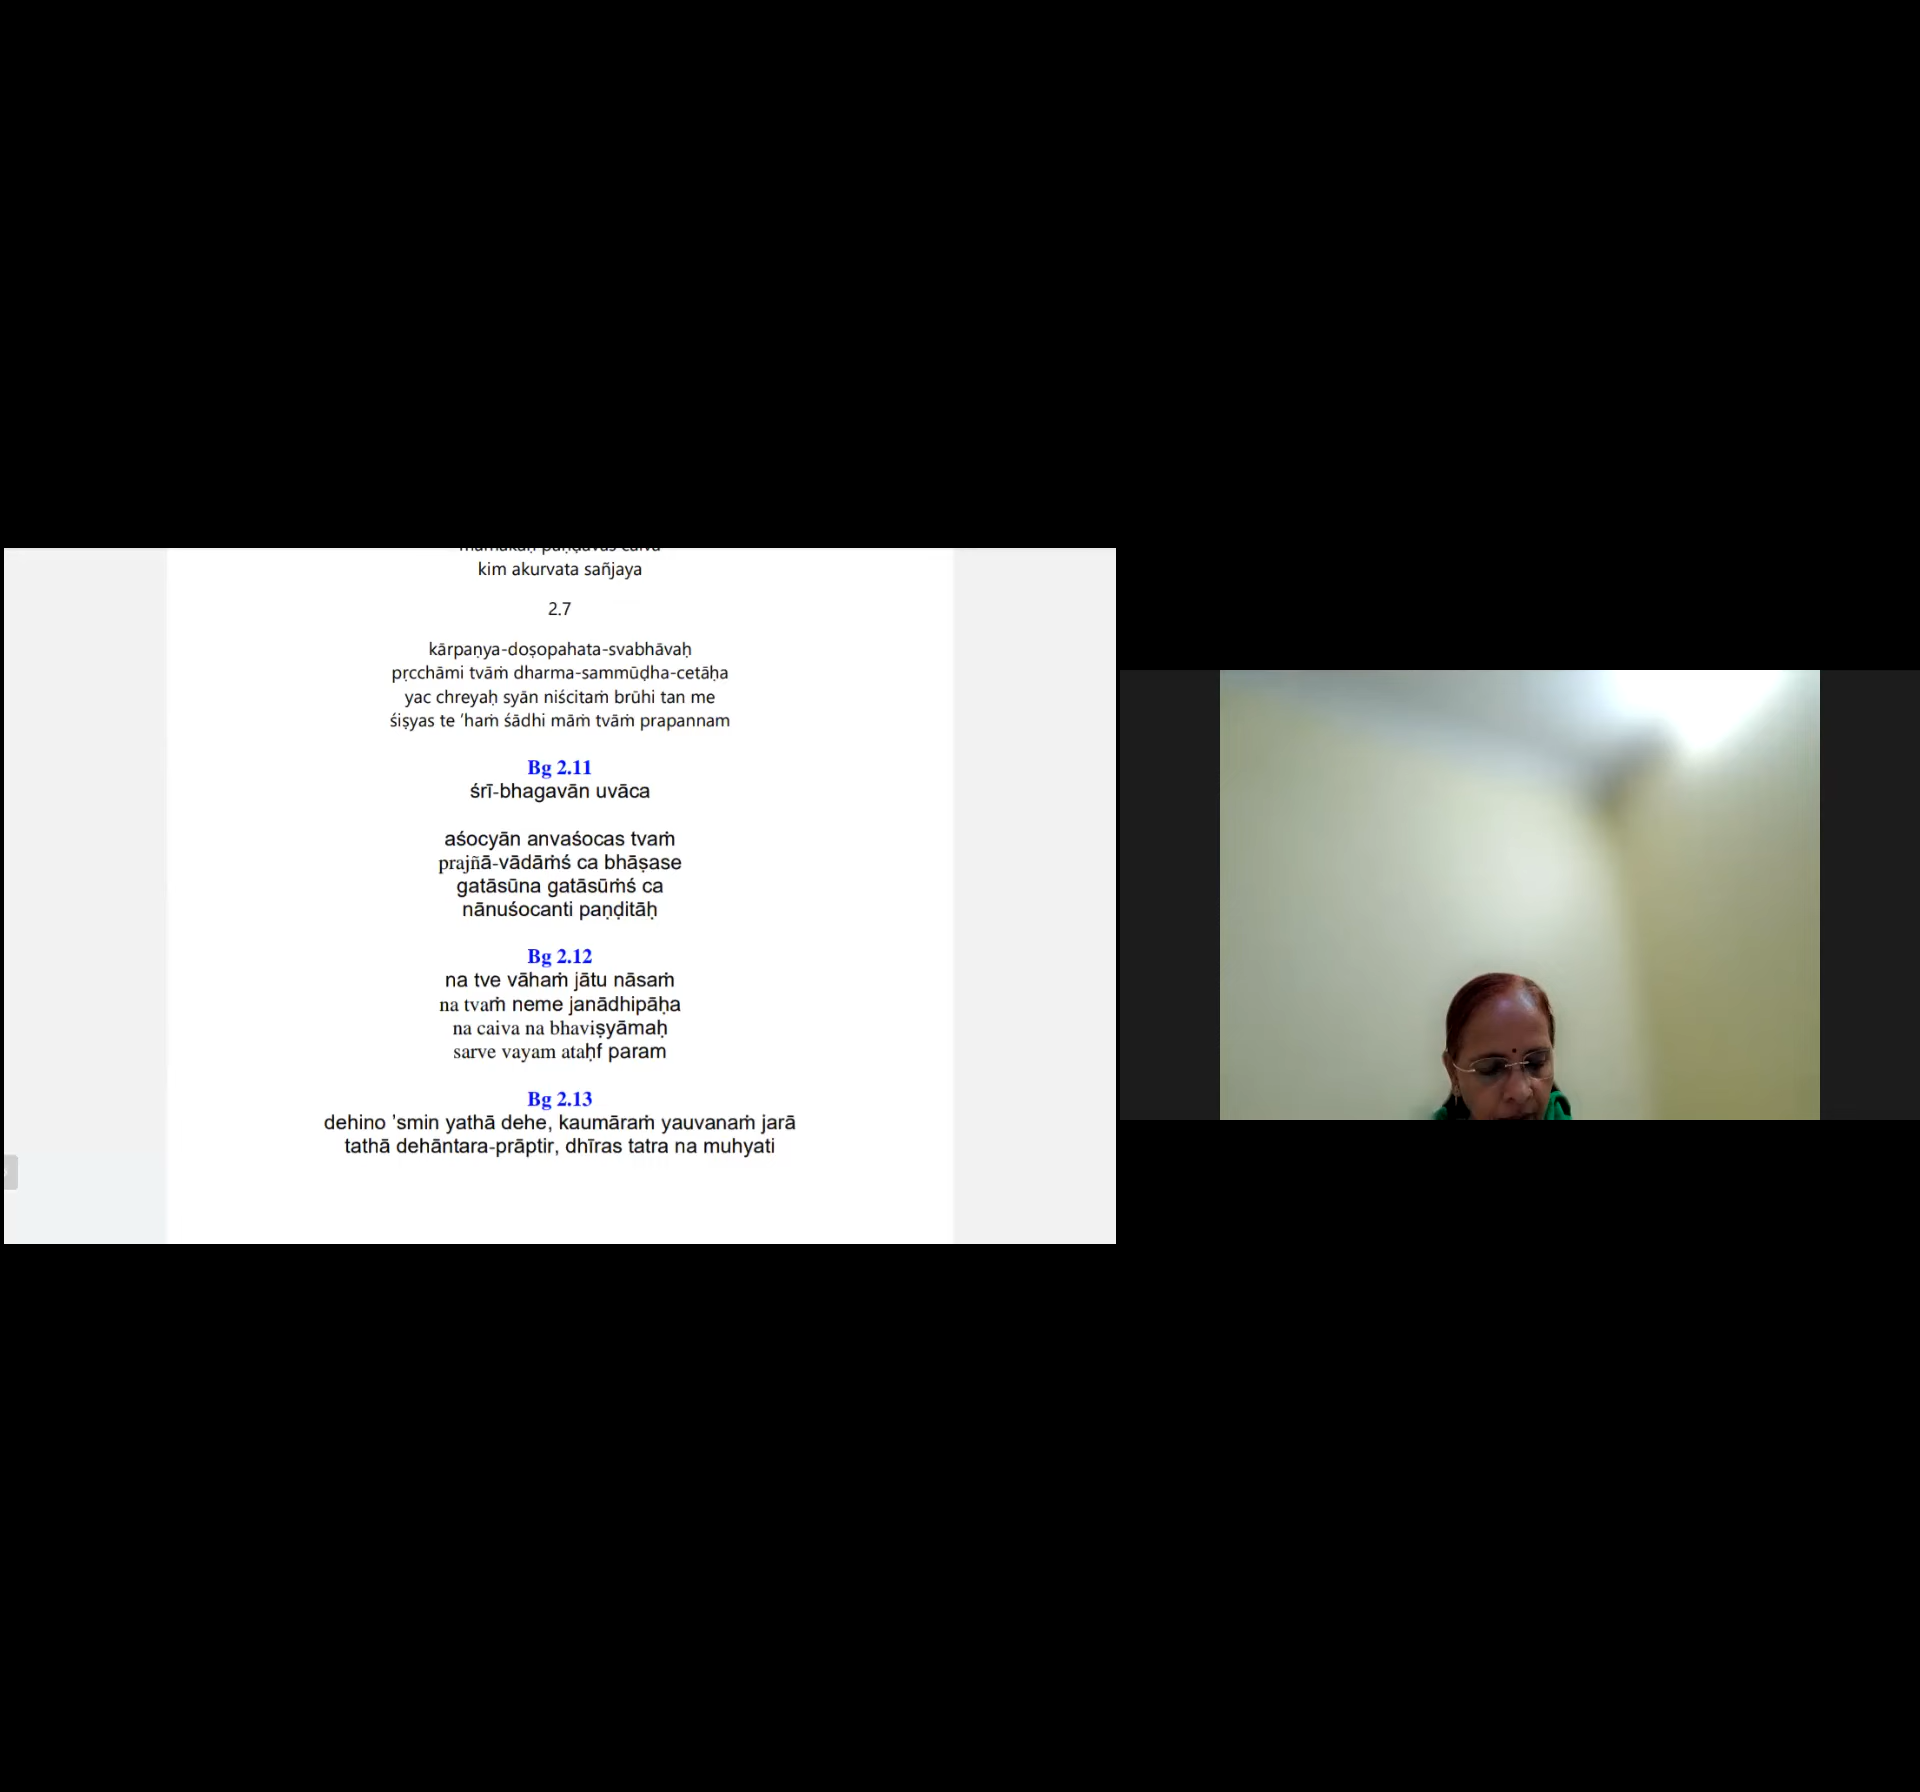 kim akurvata sañjaya
2.7
kārpaṇya-doṣopahata-svabhāvaḥ
pṛcchāmi tvāṁ dharma-sammūḍha-cetāḥa
yac chreyaḥ syān niścitaṁ brūhi tan me
śiṣyas te 'haṁ śādhi māṁ tvāṁ prapannam
Bg 2.11
śrī-bhagavān uvāca
aśocyān anvaśocas tvaṁ
prajñā-vādāṁś ca bhāṣase
gatāsūna gatāsūṁś ca
nānuśocanti paṇḍitāḥ
Bg 2.12
na tve vāhaṁ jātu nāsaṁ
na tvaṁ neme janādhipāḥa
na caiva na bhaviṣyāmaḥ
sarve vayam ataḥf param
Bg 2.13
dehino 'smin yathā dehe, kaumāraṁ yauvanaṁ jarā
tathā dehāntara-prāptir, dhīras tatra na muhyati